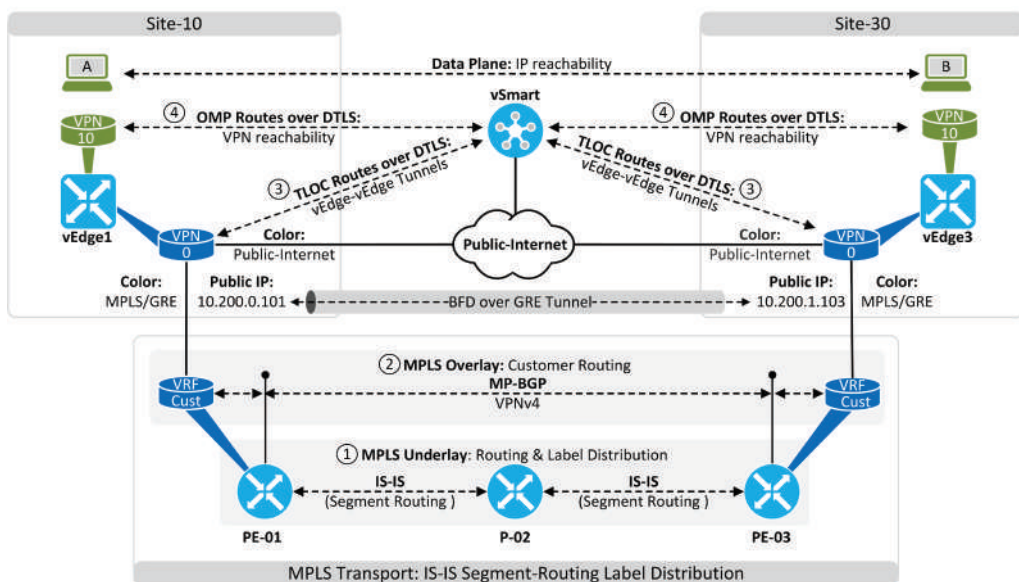 Site-10
Site-30
A
B
Data Plane: IP reachability
vSmart
VPN
10
④ OMP Routes over DTLS:
VPN reachability
④ OMP Routes over DTLS:
VPN reachability
VPN
10
③ TLOC Routes over DTLS:
vEdge-vEdge Tunnels
TLOC Routes over DTLS: ③
vEdge-vEdge Tunnels
vEdge1
vEdge3
VPN
0
Color:
Public-Internet
Public-Internet
Color:
Public-Internet
VPN
0
Color:
MPLS/GRE
Public IP:
10.200.0.101
BFD over GRE Tunnel
Public IP:
10.200.1.103
Color:
MPLS/GRE
② MPLS Overlay: Customer Routing
MP-BGP
VPNv4
VRF
Cust
VRF
Cust
① MPLS Underlay: Routing & Label Distribution
IS-IS
(Segment Routing )
IS-IS
(Segment Routing )
PE-01
P-02
PE-03
MPLS Transport: IS-IS Segment-Routing Label Distribution